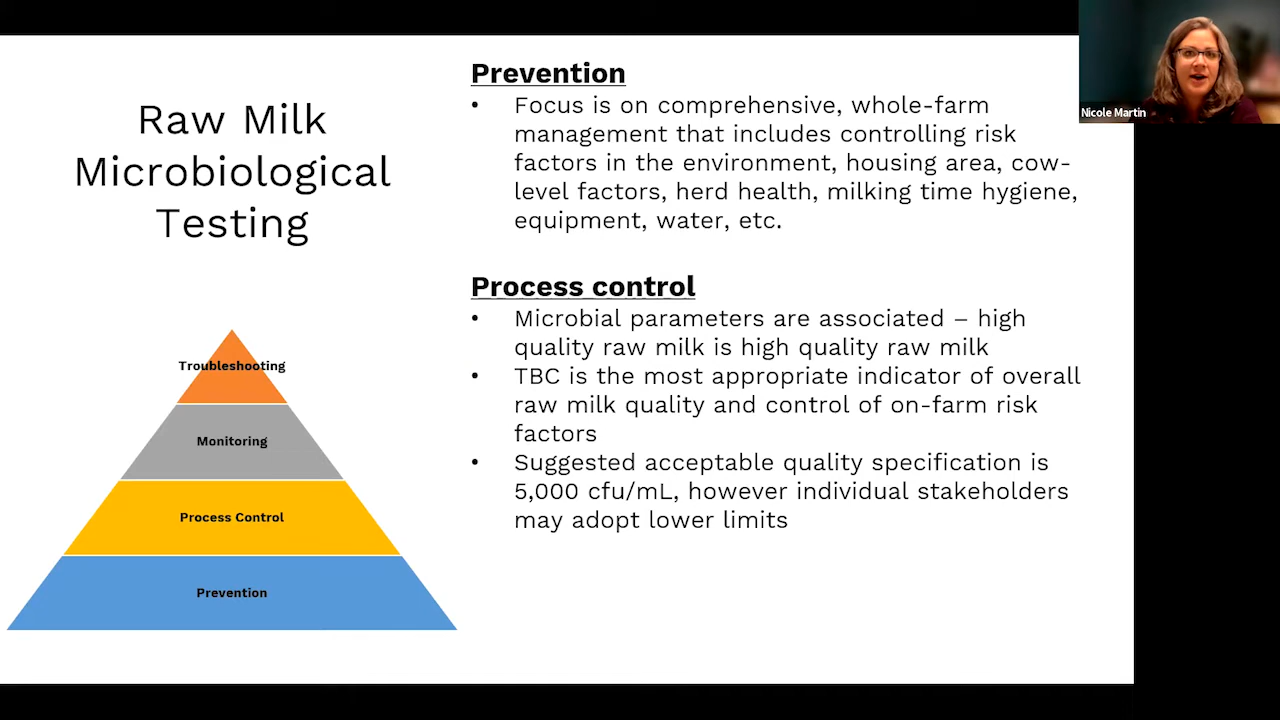 Raw Milk
Microbiological
Testing
Troubleshooting
Monitoring
Process Control
Prevention
Prevention
• Focus is on comprehensive, whole-farm
management that includes controlling risk
factors in the environment, housing area, cow-
level factors, herd health, milking time hygiene,
equipment, water, etc.
Process control
• Microbial parameters are associated – high
quality raw milk is high quality raw milk
• TBC is the most appropriate indicator of overall
raw milk quality and control of on-farm risk
factors
• Suggested acceptable quality specification is
5,000 cfu/mL, however individual stakeholders
may adopt lower limits
Nicole Martin